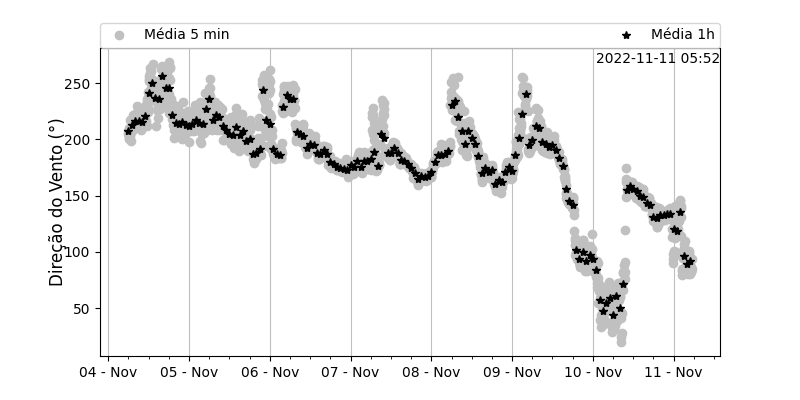 Média 5 min
Média 1h
2022-11-11 05:52
Direção do Vento (°)
250
200
150
100
50
04 - Nov
05 - Nov
06 - Nov
07 - Nov
08 - Nov
09 - Nov
10 - Nov
11 - Nov